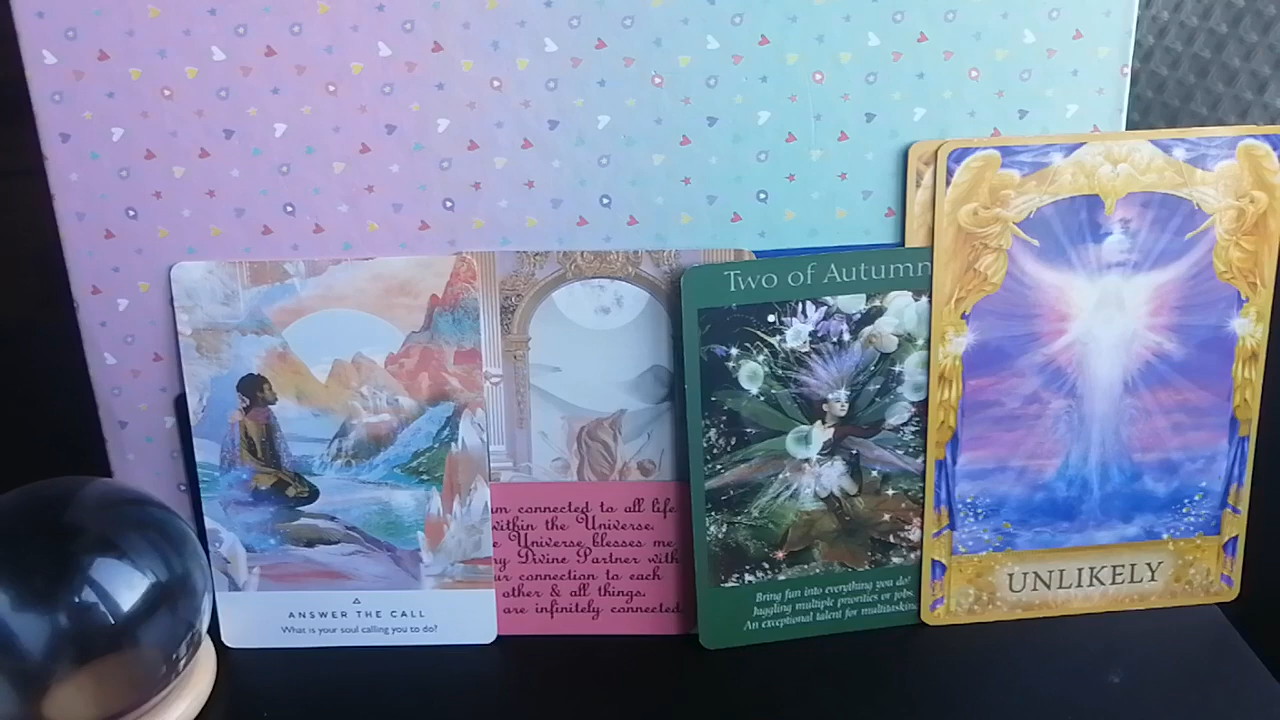 ANSWER THE CALL
What is your soul calling you to do?
m connected to all life
within the Universe.
e Universe blesses me
ny Divine Partner with
ur connection to each
other & all things.
are infinitely connected.
Two of Autumn
Bring fun into everything you do!
Juggling multiple priorities or jobs.
An exceptional talent for multitasking
UNLIKELY